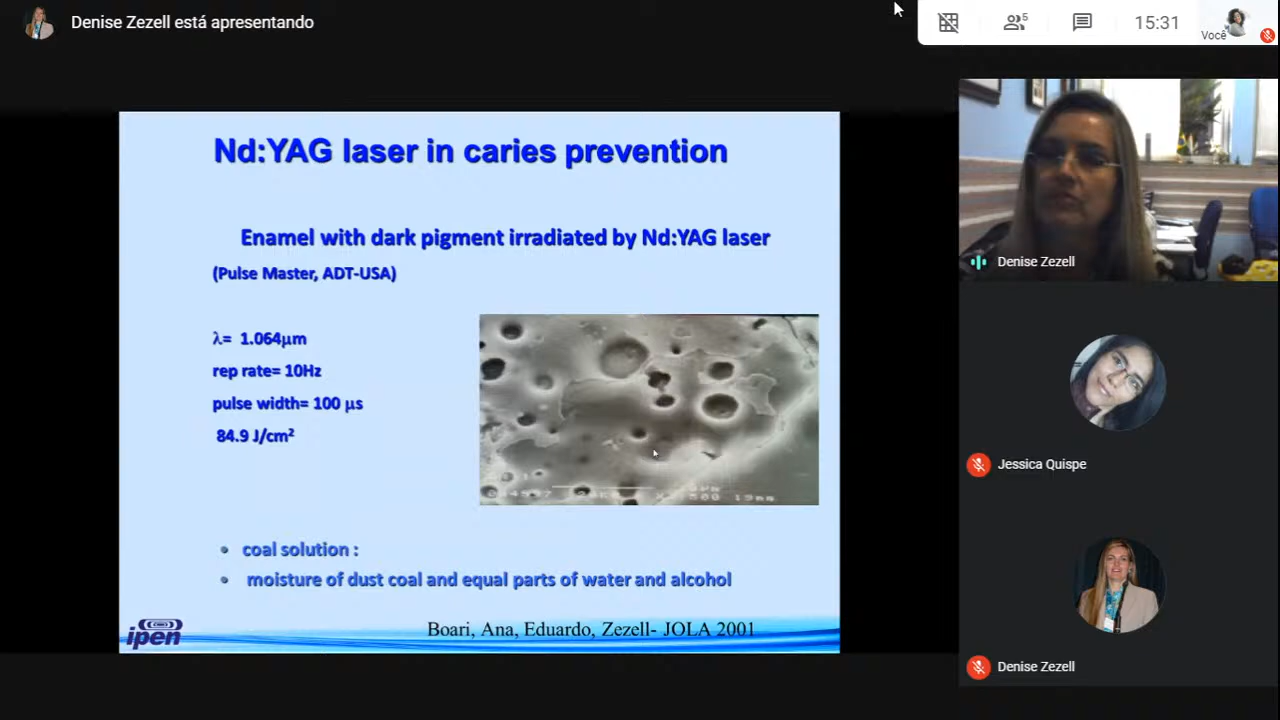 Denise Zezell está apresentando
5
15:31
Você
Nd:YAG laser in caries prevention
Enamel with dark pigment irradiated by Nd:YAG laser
(Pulse Master, ADT-USA)
λ= 1.064µm
rep rate= 10Hz
pulse width= 100 µs
84.9 J/cm²
19mm
• coal solution :
• moisture of dust coal and equal parts of water and alcohol
ipen
Boari, Ana, Eduardo, Zezell- JOLA 2001
Denise Zezell
Jessica Quispe
Denise Zezell